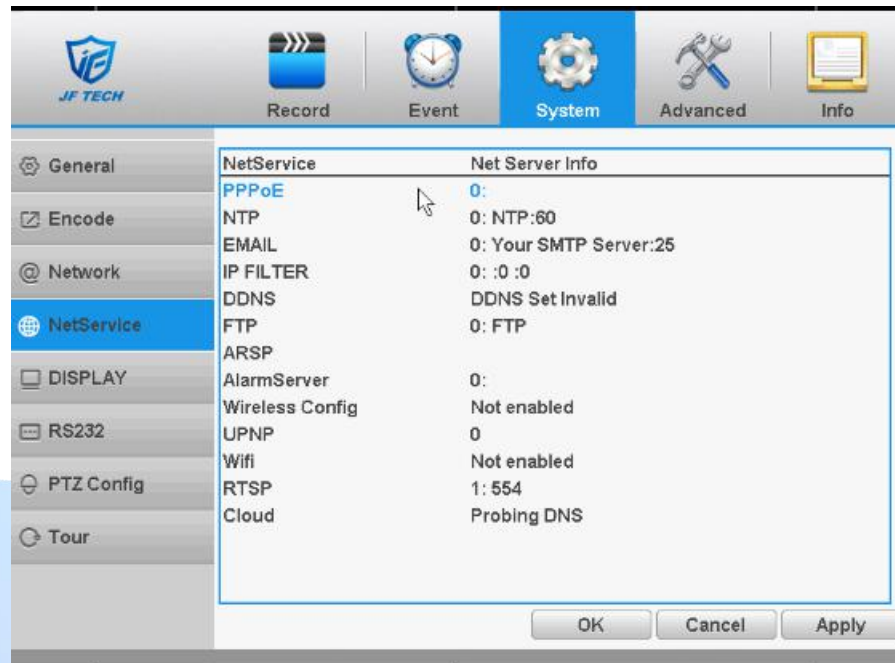 JF TECH
Record Event System Advanced Info
General
Encode
Network
NetService
DISPLAY
RS232
PTZ Config
Tour
NetService Net Server Info
PPPoE 0:
NTP 0: NTP:60
EMAIL 0: Your SMTP Server:25
IP FILTER 0: :0 :0
DDNS DDNS Set Invalid
FTP 0: FTP
ARSP
AlarmServer 0:
Wireless Config Not enabled
UPNP 0
Wifi Not enabled
RTSP 1: 554
Cloud Probing DNS
OK Cancel Apply